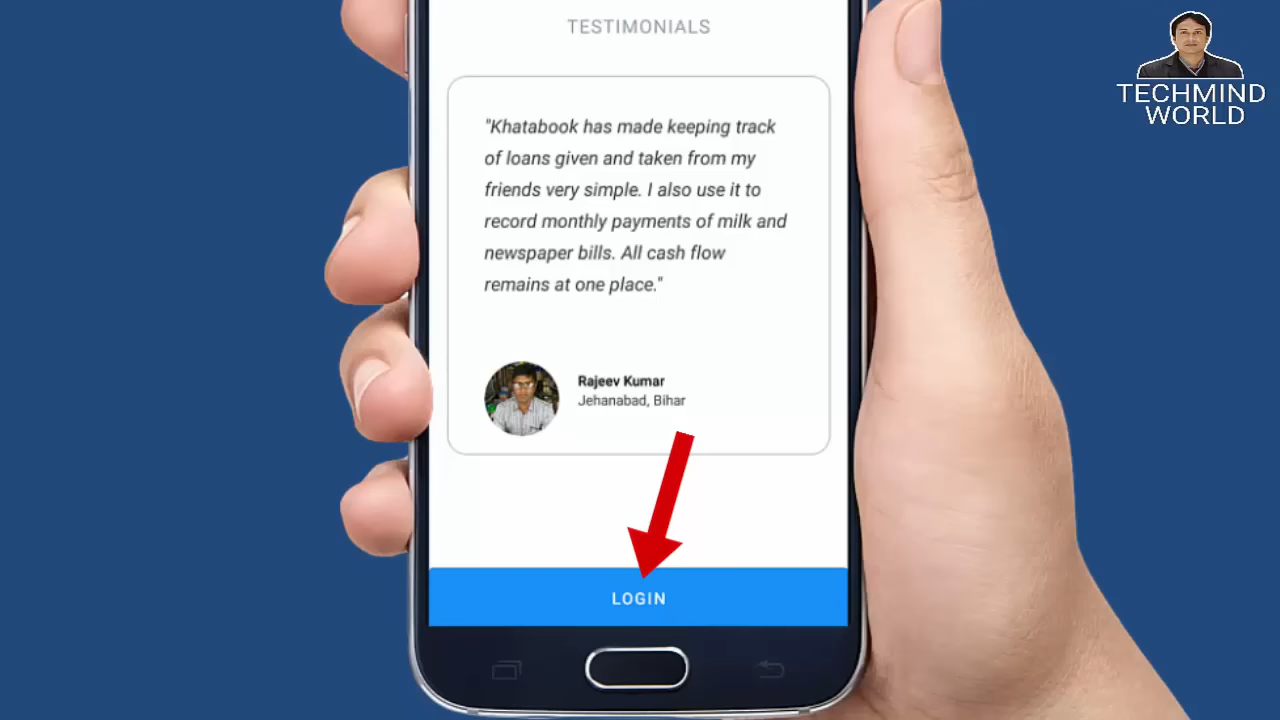 TESTIMONIALS
TECHMIND
WORLD
"Khatabook has made keeping track
of loans given and taken from my
friends very simple. I also use it to
record monthly payments of milk and
newspaper bills. All cash flow
remains at one place."
Rajeev Kumar
Jehanabad, Bihar
LOGIN